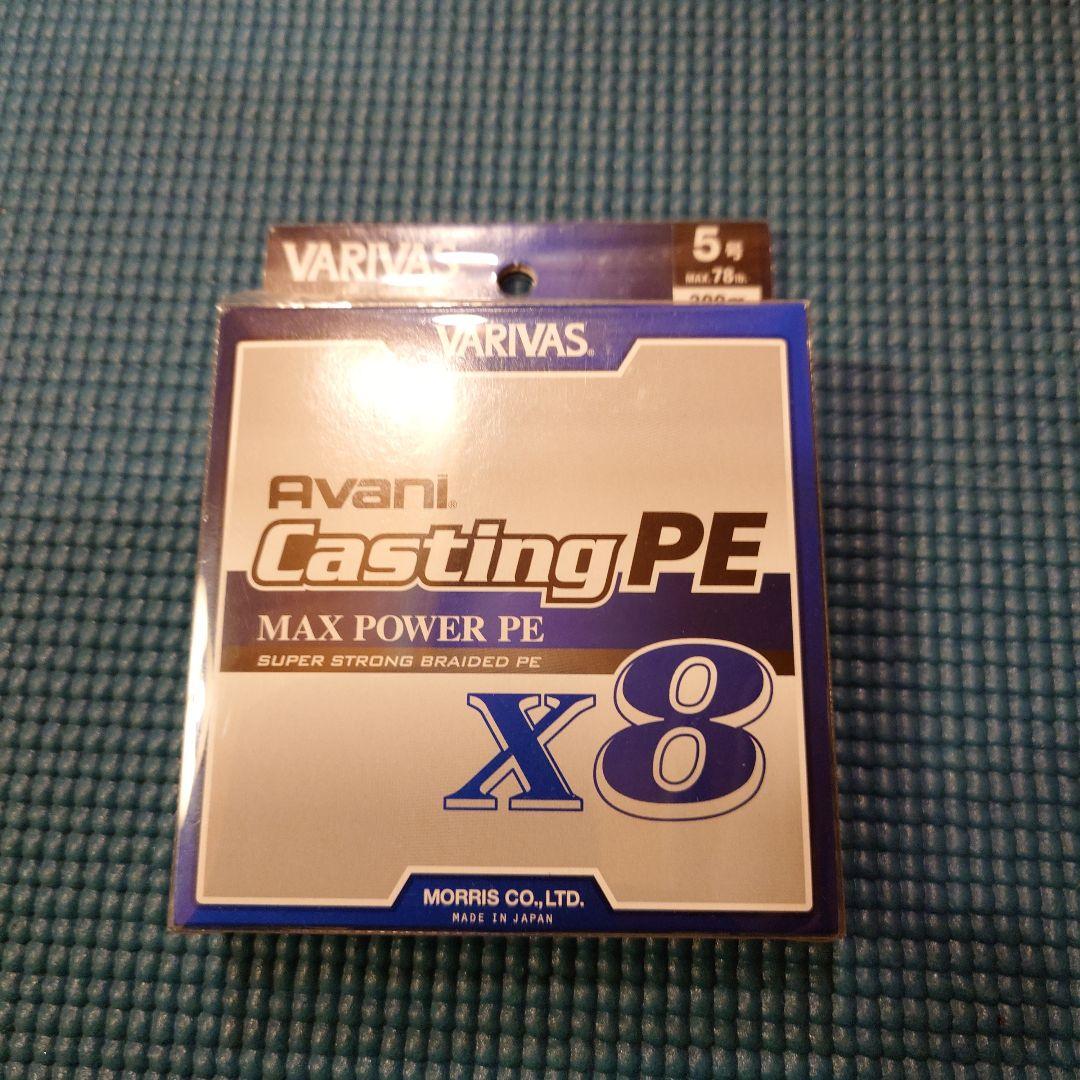 VARIVAS
5号
MAX.78lb.
VARIVAS®
Avani®
Casting PE
MAX POWER PE
SUPER STRONG BRAIDED PE
X8
MORRIS CO.,LTD.
MADE IN JAPAN